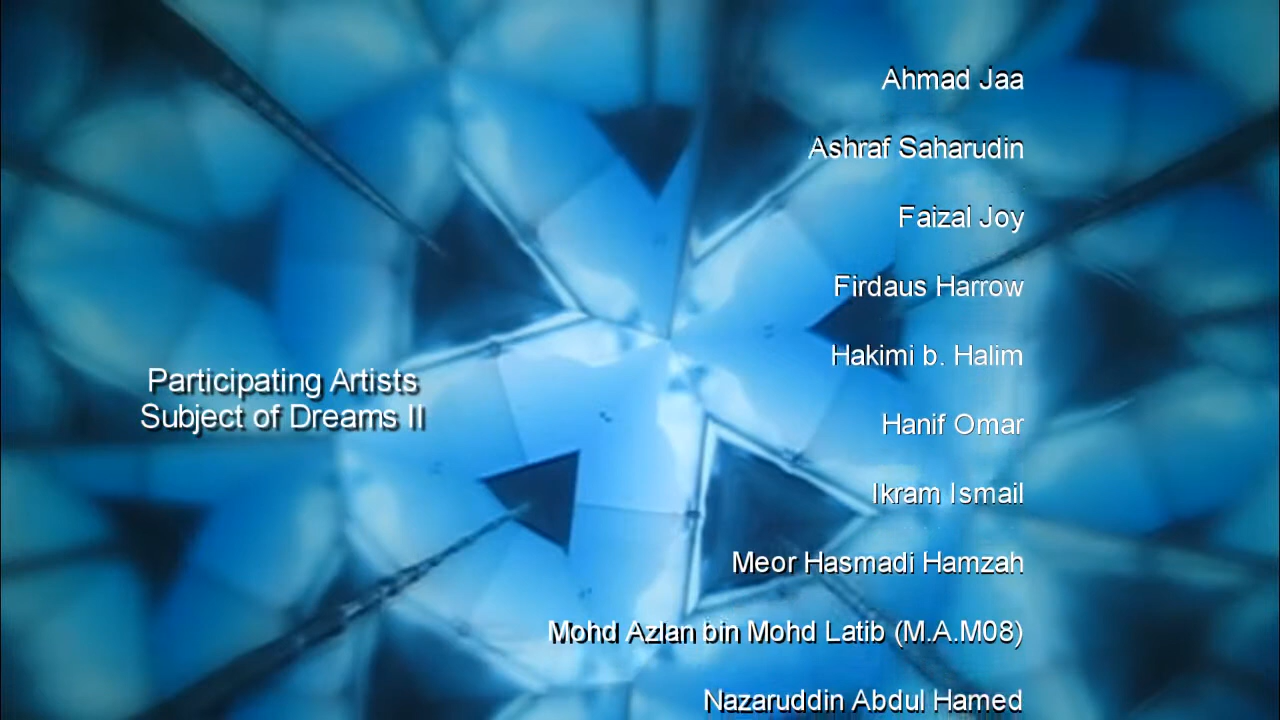 Participating Artists
Subject of Dreams II
Ahmad Jaa
Ashraf Saharudin
Faizal Joy
Firdaus Harrow
Hakimi b. Halim
Hanif Omar
Ikram Ismail
Meor Hasmadi Hamzah
Mohd Azlan bin Mohd Latib (M.A.M08)
Nazaruddin Abdul Hamed